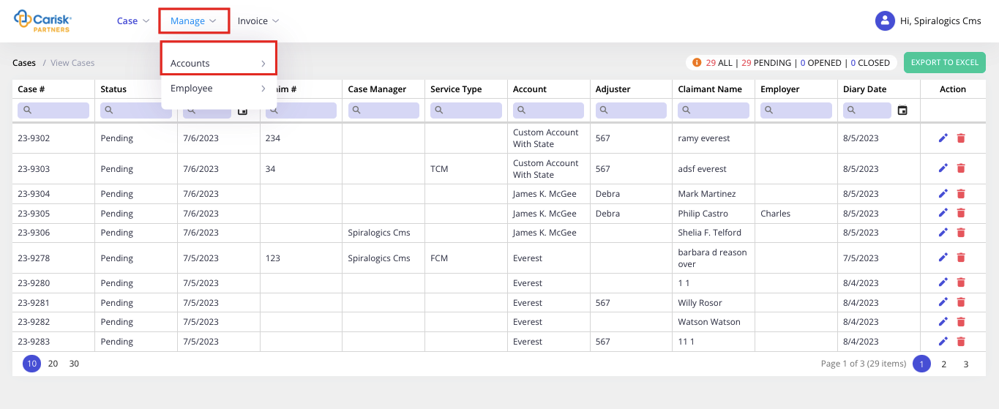 Carisk
PARTNERS
Case Manage Invoice Hi, Spiralogics Cms
Accounts
Employee
Cases / View Cases 29 ALL | 29 PENDING | 0 OPENED | 0 CLOSED EXPORT TO EXCEL
Case # Status im # Case Manager Service Type Account Adjuster Claimant Name Employer Diary Date Action
23-9302 Pending 7/6/2023 234 Custom Account With State 567 ramy everest 8/5/2023
23-9303 Pending 7/6/2023 34 TCM Custom Account With State 567 adsf everest 8/5/2023
23-9304 Pending 7/6/2023 James K. McGee Debra Mark Martinez 8/5/2023
23-9305 Pending 7/6/2023 James K. McGee Debra Philip Castro Charles 8/5/2023
23-9306 Pending 7/6/2023 Spiralogics Cms James K. McGee Shelia F. Telford 8/5/2023
23-9278 Pending 7/5/2023 123 Spiralogics Cms FCM Everest barbara d reason over 7/5/2023
23-9280 Pending 7/5/2023 Everest 1 1 8/4/2023
23-9281 Pending 7/5/2023 Everest 567 Willy Rosor 8/4/2023
23-9282 Pending 7/5/2023 Everest Watson Watson 8/4/2023
23-9283 Pending 7/5/2023 Everest 567 11 1 8/4/2023
10 20 30 Page 1 of 3 (29 items) 1 2 3